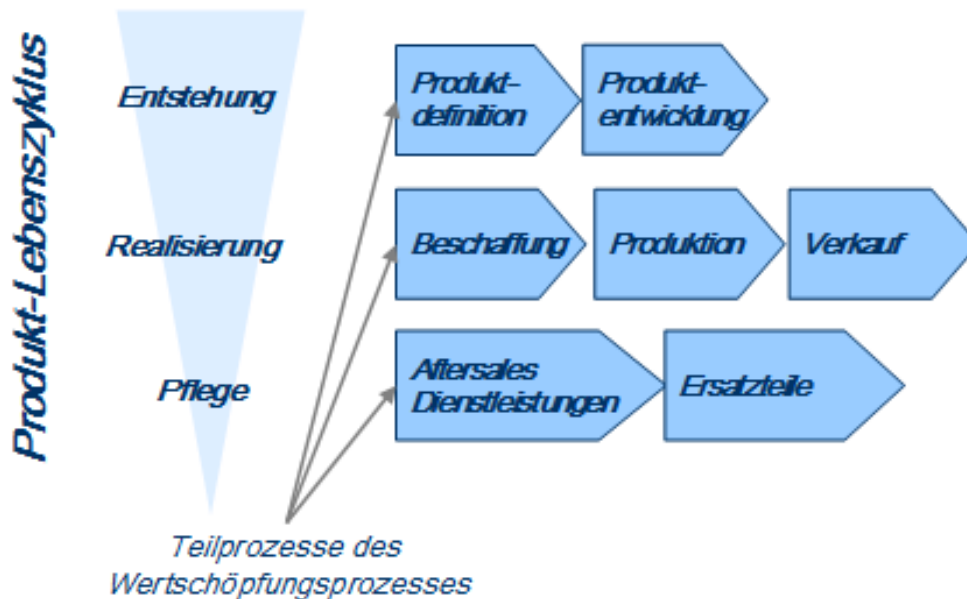 Produkt-Lebenszyklus
Entstehung
Produkt-
definition
Produkt-
entwicklung
Realisierung
Beschaffung
Produktion
Verkauf
Pflege
Aftersales
Dienstleistungen
Ersatzteile
Teilprozesse des
Wertschöpfungsprozesses